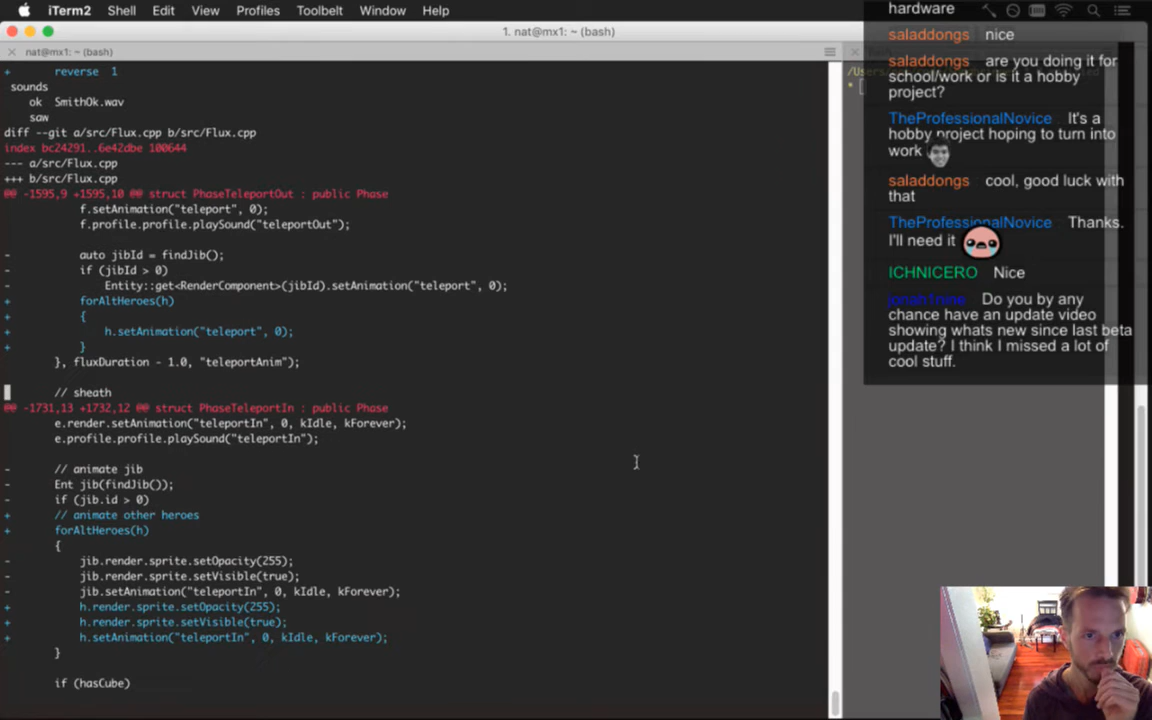 iTerm2 Shell Edit View Profiles Toolbelt Window Help
1. nat@mx1: ~ (bash)
nat@mx1: ~ (bash)
+ reverse 1
sounds
ok SmithOk.wav
saw
diff --git a/src/Flux.cpp b/src/Flux.cpp
index bc24291..6e42dbe 100644
--- a/src/Flux.cpp
+++ b/src/Flux.cpp
@@ -1595,9 +1595,10 @@ struct PhaseTeleportOut : public Phase
f.setAnimation("teleport", 0);
f.profile.profile.playSound("teleportOut");
- auto jibId = findJib();
- if (jibId > 0)
- Entity::get<RenderComponent>(jibId).setAnimation("teleport", 0);
+ forAltHeroes(h)
+ {
+ h.setAnimation("teleport", 0);
+ }
}, fluxDuration - 1.0, "teleportAnim");
// sheath
@@ -1731,13 +1732,12 @@ struct PhaseTeleportIn : public Phase
e.render.setAnimation("teleportIn", 0, kIdle, kForever);
e.profile.profile.playSound("teleportIn");
- // animate jib
- Ent jib(findJib());
- if (jib.id > 0)
+ // animate other heroes
+ forAltHeroes(h)
{
- jib.render.sprite.setOpacity(255);
- jib.render.sprite.setVisible(true);
- jib.setAnimation("teleportIn", 0, kIdle, kForever);
+ h.render.sprite.setOpacity(255);
+ h.render.sprite.setVisible(true);
+ h.setAnimation("teleportIn", 0, kIdle, kForever);
}
if (hasCube)
hardware
saladdongs nice
saladdongs are you doing it for
school/work or is it a hobby
project?
TheProfessionalNovice It's a
hobby project hoping to turn into
work
saladdongs cool, good luck with
that
TheProfessionalNovice Thanks.
I'll need it
ICHNICERO Nice
Do you by any
chance have an update video
showing whats new since last beta
update? I think I missed a lot of
cool stuff.